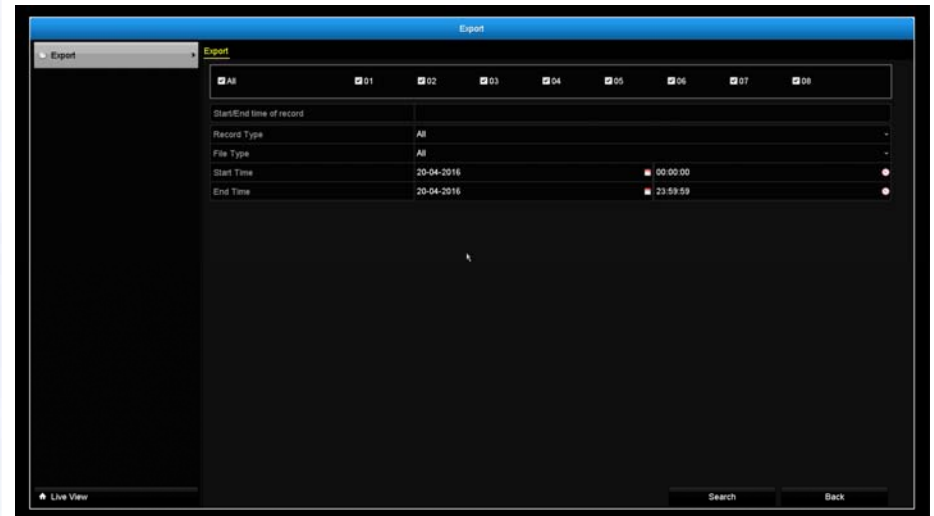 Export
Export
Export
All 01 02 03 04 05 06 07 08
Start/End time of record
Record Type All
File Type All
Start Time 20-04-2016 00:00:00
End Time 20-04-2016 23:59:59
Live View Search Back